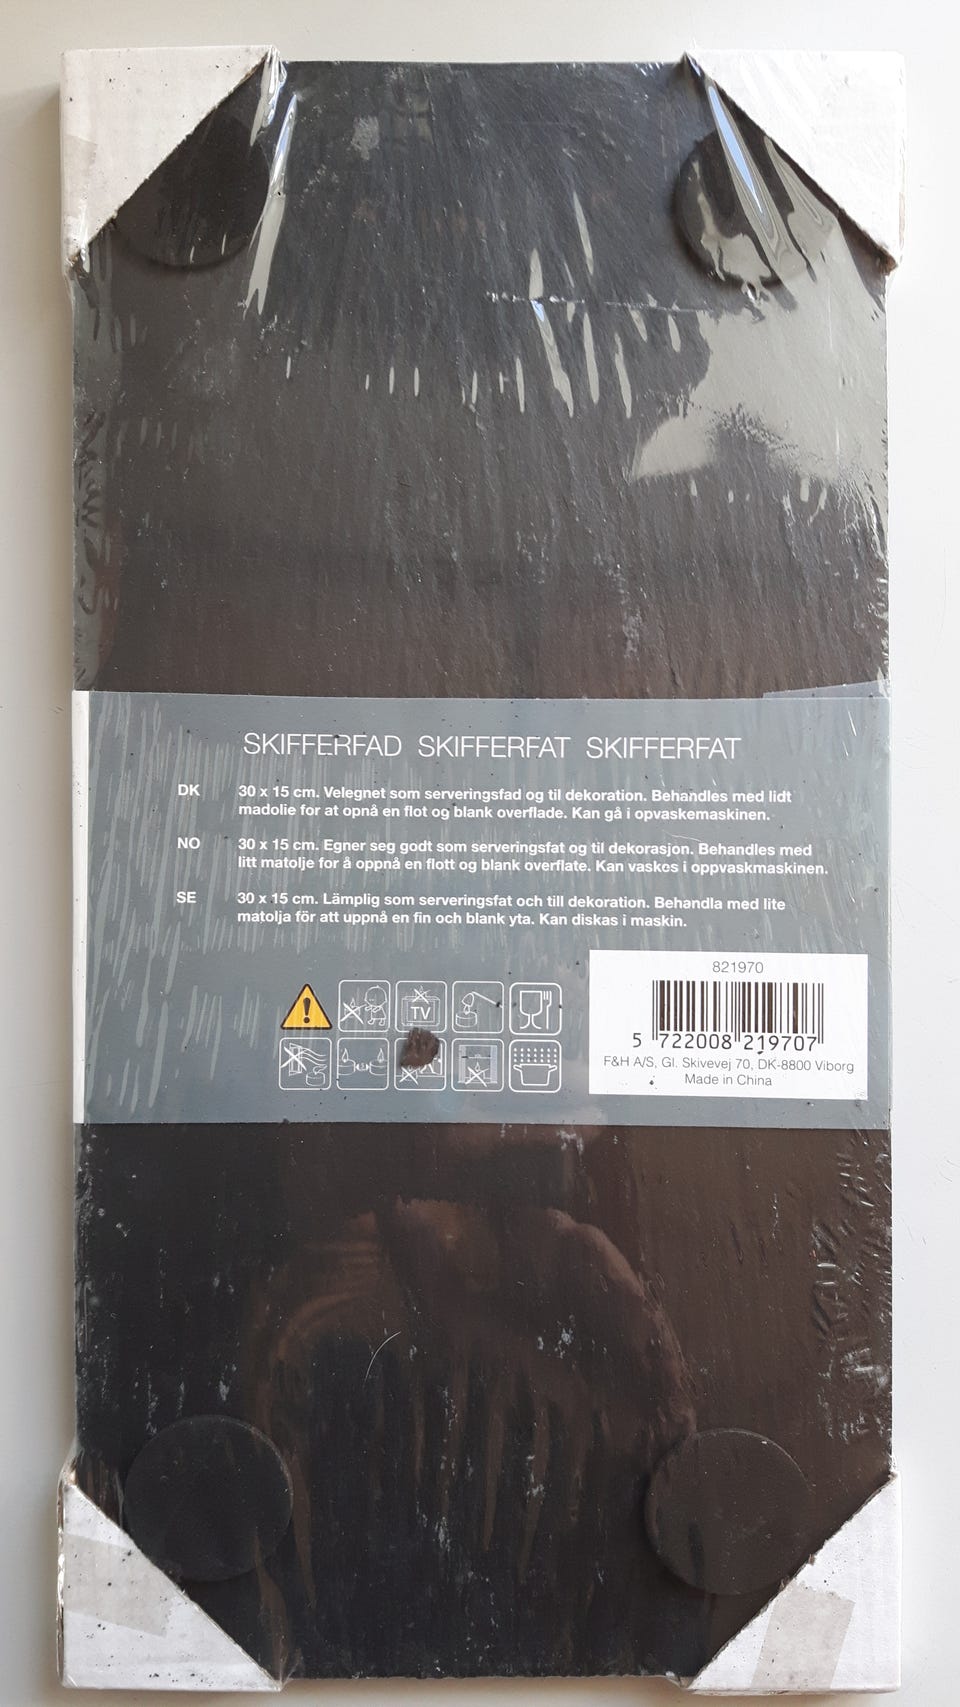 SKIFFERFAD SKIFFERFAT SKIFFERFAT
DK 30 x 15 cm. Velegnet som serveringsfad og til dekoration. Behandles med lidt
madolie for at opnå en flot og blank overflade. Kan gå i opvaskemaskinen.
NO 30 x 15 cm. Egner seg godt som serveringsfat og til dekorasjon. Behandles med
litt matolje for å oppnå en flott og blank overflate. Kan vaskes i oppvaskmaskinen.
SE 30 x 15 cm. Lämplig som serveringsfat och till dekoration. Behandla med lite
matolja för att uppnå en fin och blank yta. Kan diskas i maskin.
TV
821970
5 722008 219707
F&H A/S, Gl. Skivevej 70, DK-8800 Viborg
Made in China